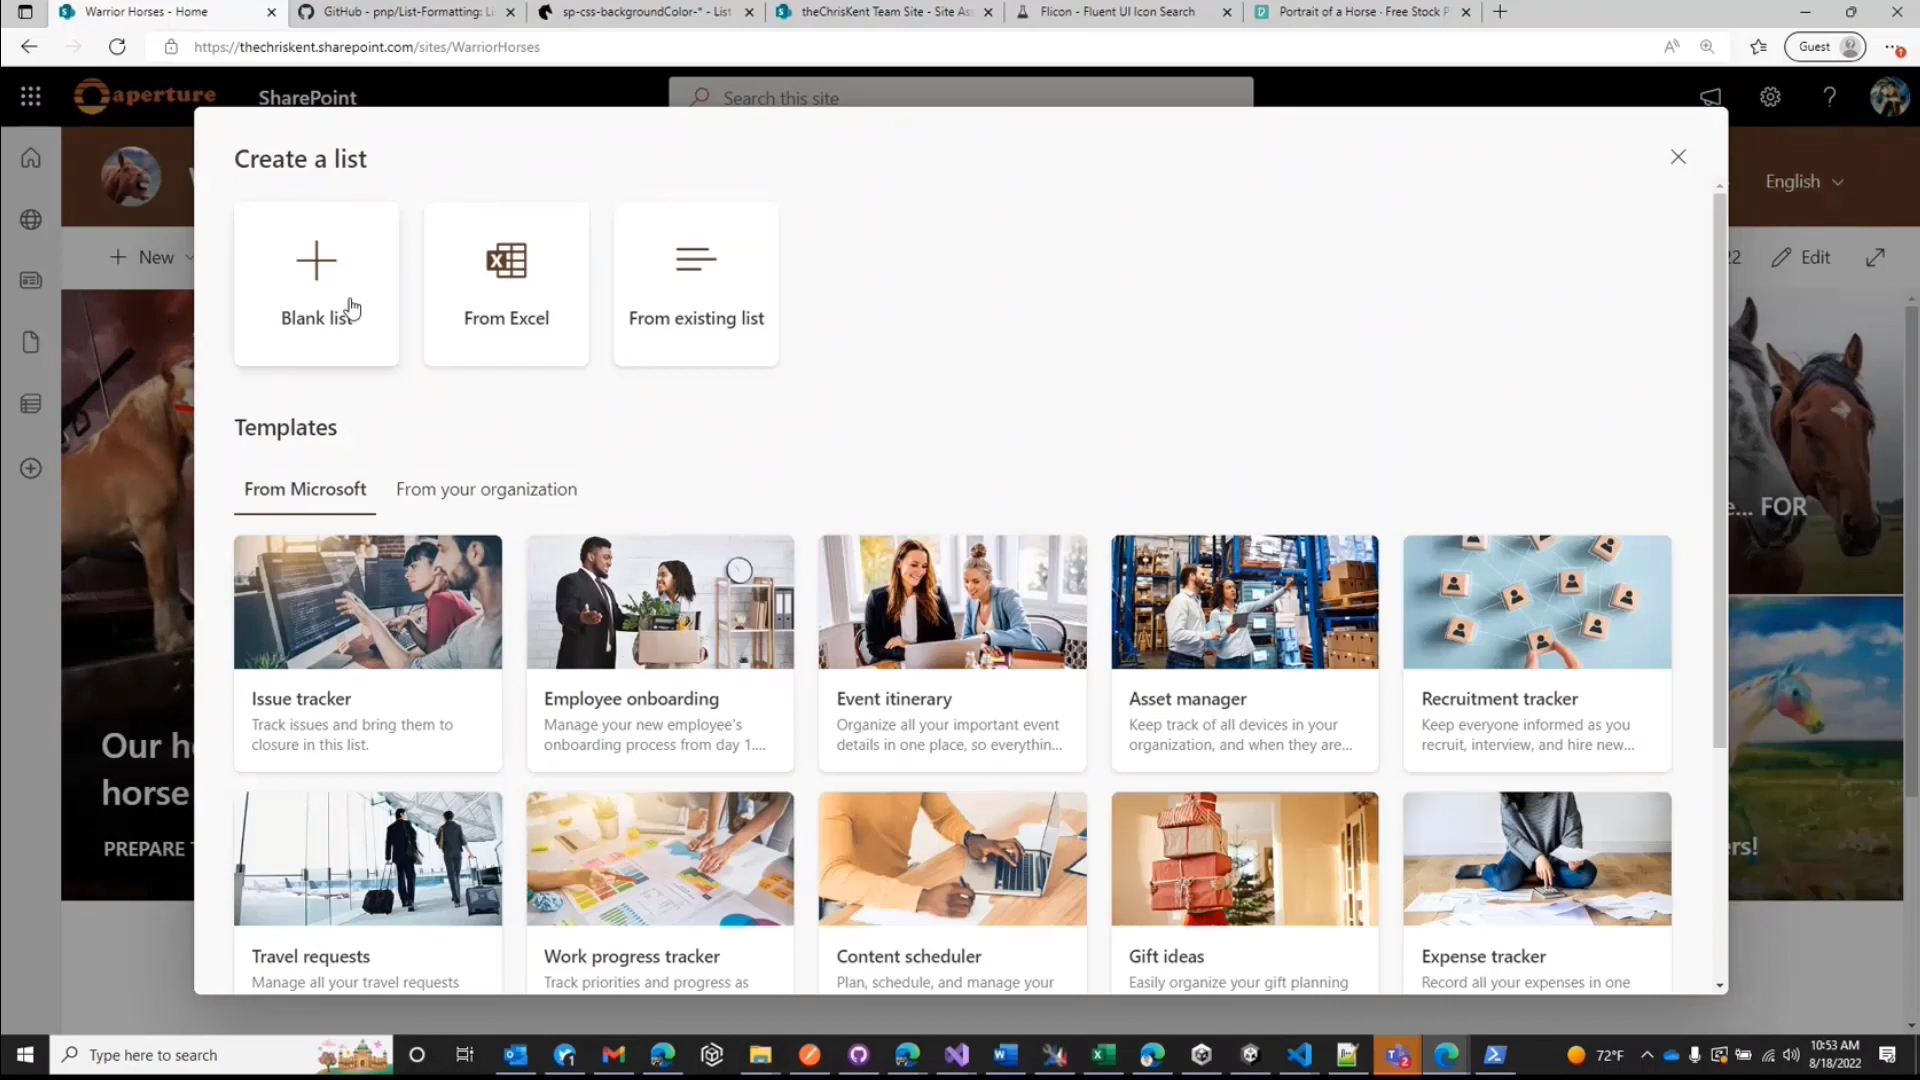 Warrior Horses - Home
GitHub - pnp/List-Formatting: Li
sp-css-backgroundColor-* - List
theChrisKent Team Site - Site As
Flicon - Fluent UI Icon Search
Portrait of a Horse · Free Stock P
https://thechriskent.sharepoint.com/sites/WarriorHorses
Guest
aperture
SharePoint
Search this site
Create a list
English
Blank list
From Excel
From existing list
New
Edit
Templates
From Microsoft
From your organization
e... FOR
Issue tracker
Track issues and bring them to
closure in this list.
Employee onboarding
Manage your new employee's
onboarding process from day 1....
Event itinerary
Organize all your important event
details in one place, so everythin...
Asset manager
Keep track of all devices in your
organization, and when they are...
Recruitment tracker
Keep everyone informed as you
recruit, interview, and hire new...
Our h
horse
PREPARE
ers!
Travel requests
Manage all your travel requests
Work progress tracker
Track priorities and progress as
Content scheduler
Plan, schedule, and manage your
Gift ideas
Easily organize your gift planning
Expense tracker
Record all your expenses in one
Type here to search
72°F
10:53 AM
8/18/2022